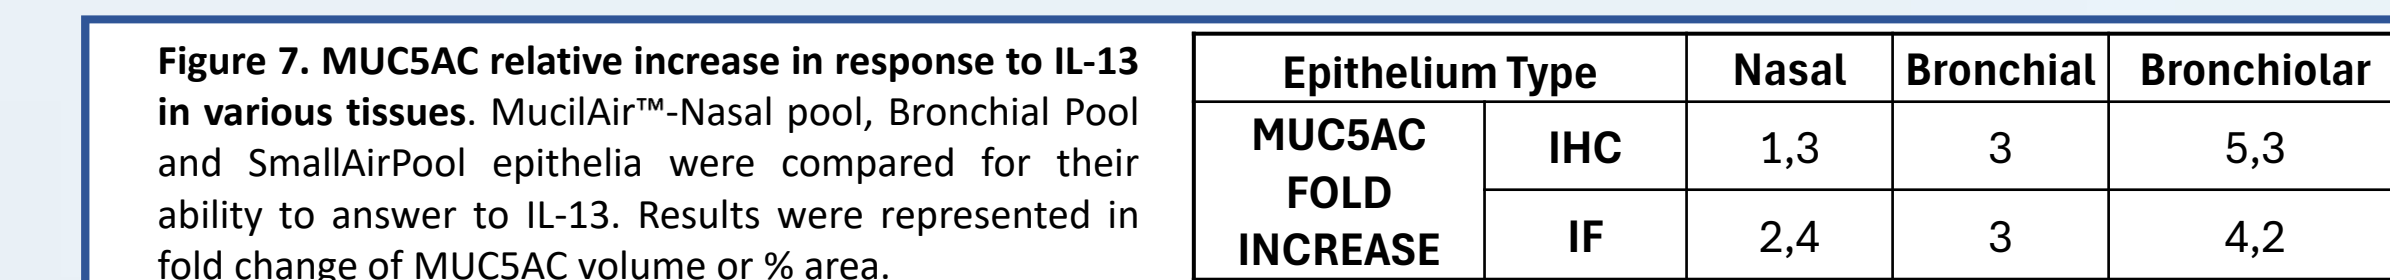 Figure 7. MUC5AC relative increase in response to IL-13
in various tissues. MucilAir™-Nasal pool, Bronchial Pool
and SmallAirPool epithelia were compared for their
ability to answer to IL-13. Results were represented in
fold change of MUC5AC volume or % area.
Epithelium Type Nasal Bronchial Bronchiolar
MUC5AC FOLD INCREASE
IHC 1,3 3 5,3
IF 2,4 3 4,2